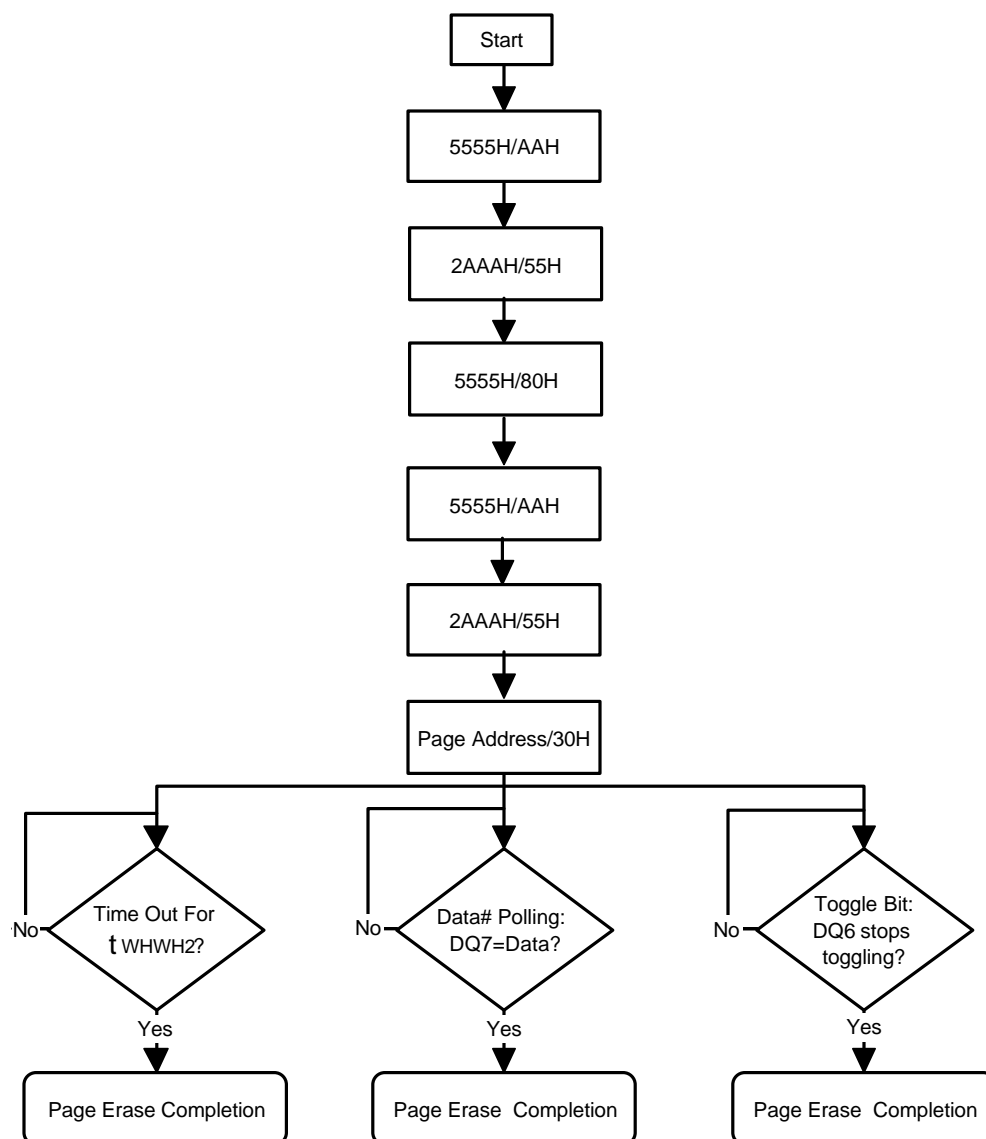 Start
5555H/AAH
2AAAH/55H
5555H/80H
5555H/AAH
2AAAH/55H
Page Address/30H
Time Out For
t WHWH2?
No
Yes
Page Erase Completion
Data# Polling:
DQ7=Data?
No
Yes
Page Erase Completion
Toggle Bit:
DQ6 stops
toggling?
No
Yes
Page Erase Completion